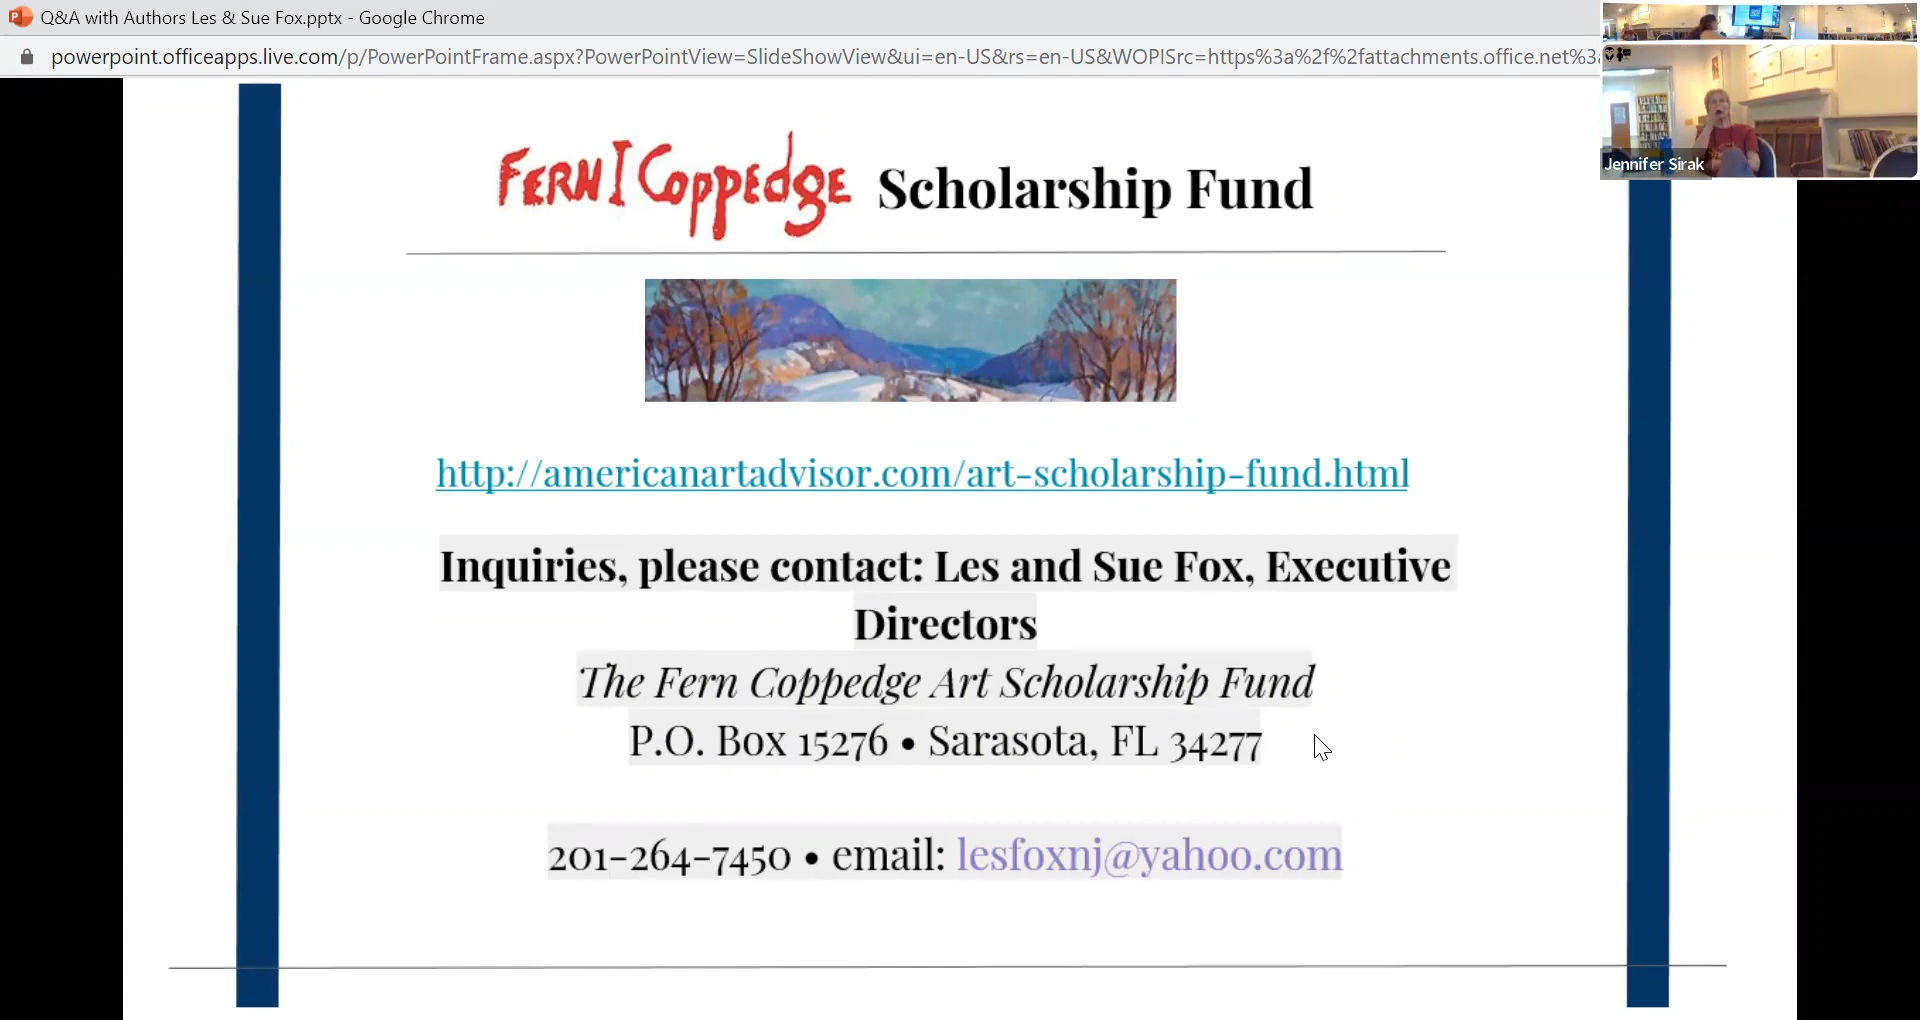 Q&A with Authors Les & Sue Fox.pptx - Google Chrome
powerpoint.officeapps.live.com/p/PowerPointFrame.aspx?PowerPointView=SlideShowView&ui=en-US&rs=en-US&WOPISrc=https%3a%2f%2fattachments.office.net%3
Jennifer Sirak
FERN I Coppedge Scholarship Fund
http://americanartadvisor.com/art-scholarship-fund.html
Inquiries, please contact: Les and Sue Fox, Executive
Directors
The Fern Coppedge Art Scholarship Fund
P.O. Box 15276 • Sarasota, FL 34277
201-264-7450 • email: lesfoxnj@yahoo.com